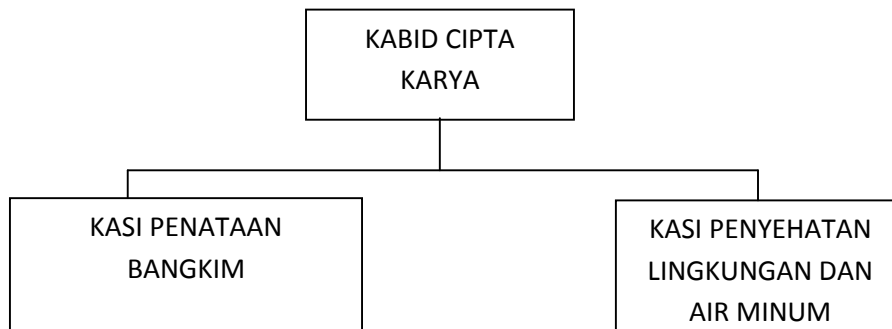 KABID CIPTA
KARYA
KASI PENATAAN
BANGKIM
KASI PENYEHATAN
LINGKUNGAN DAN
AIR MINUM